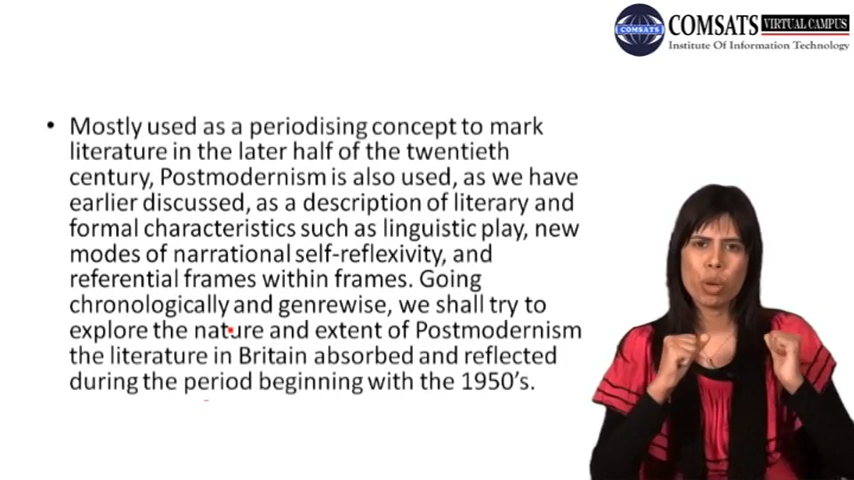 COMSATS
COMSATS VIRTUAL CAMPUS
Institute Of Information Technology
• Mostly used as a periodising concept to mark
literature in the later half of the twentieth
century, Postmodernism is also used, as we have
earlier discussed, as a description of literary and
formal characteristics such as linguistic play, new
modes of narrational self-reflexivity, and
referential frames within frames. Going
chronologically and genrewise, we shall try to
explore the nature and extent of Postmodernism
the literature in Britain absorbed and reflected
during the period beginning with the 1950's.